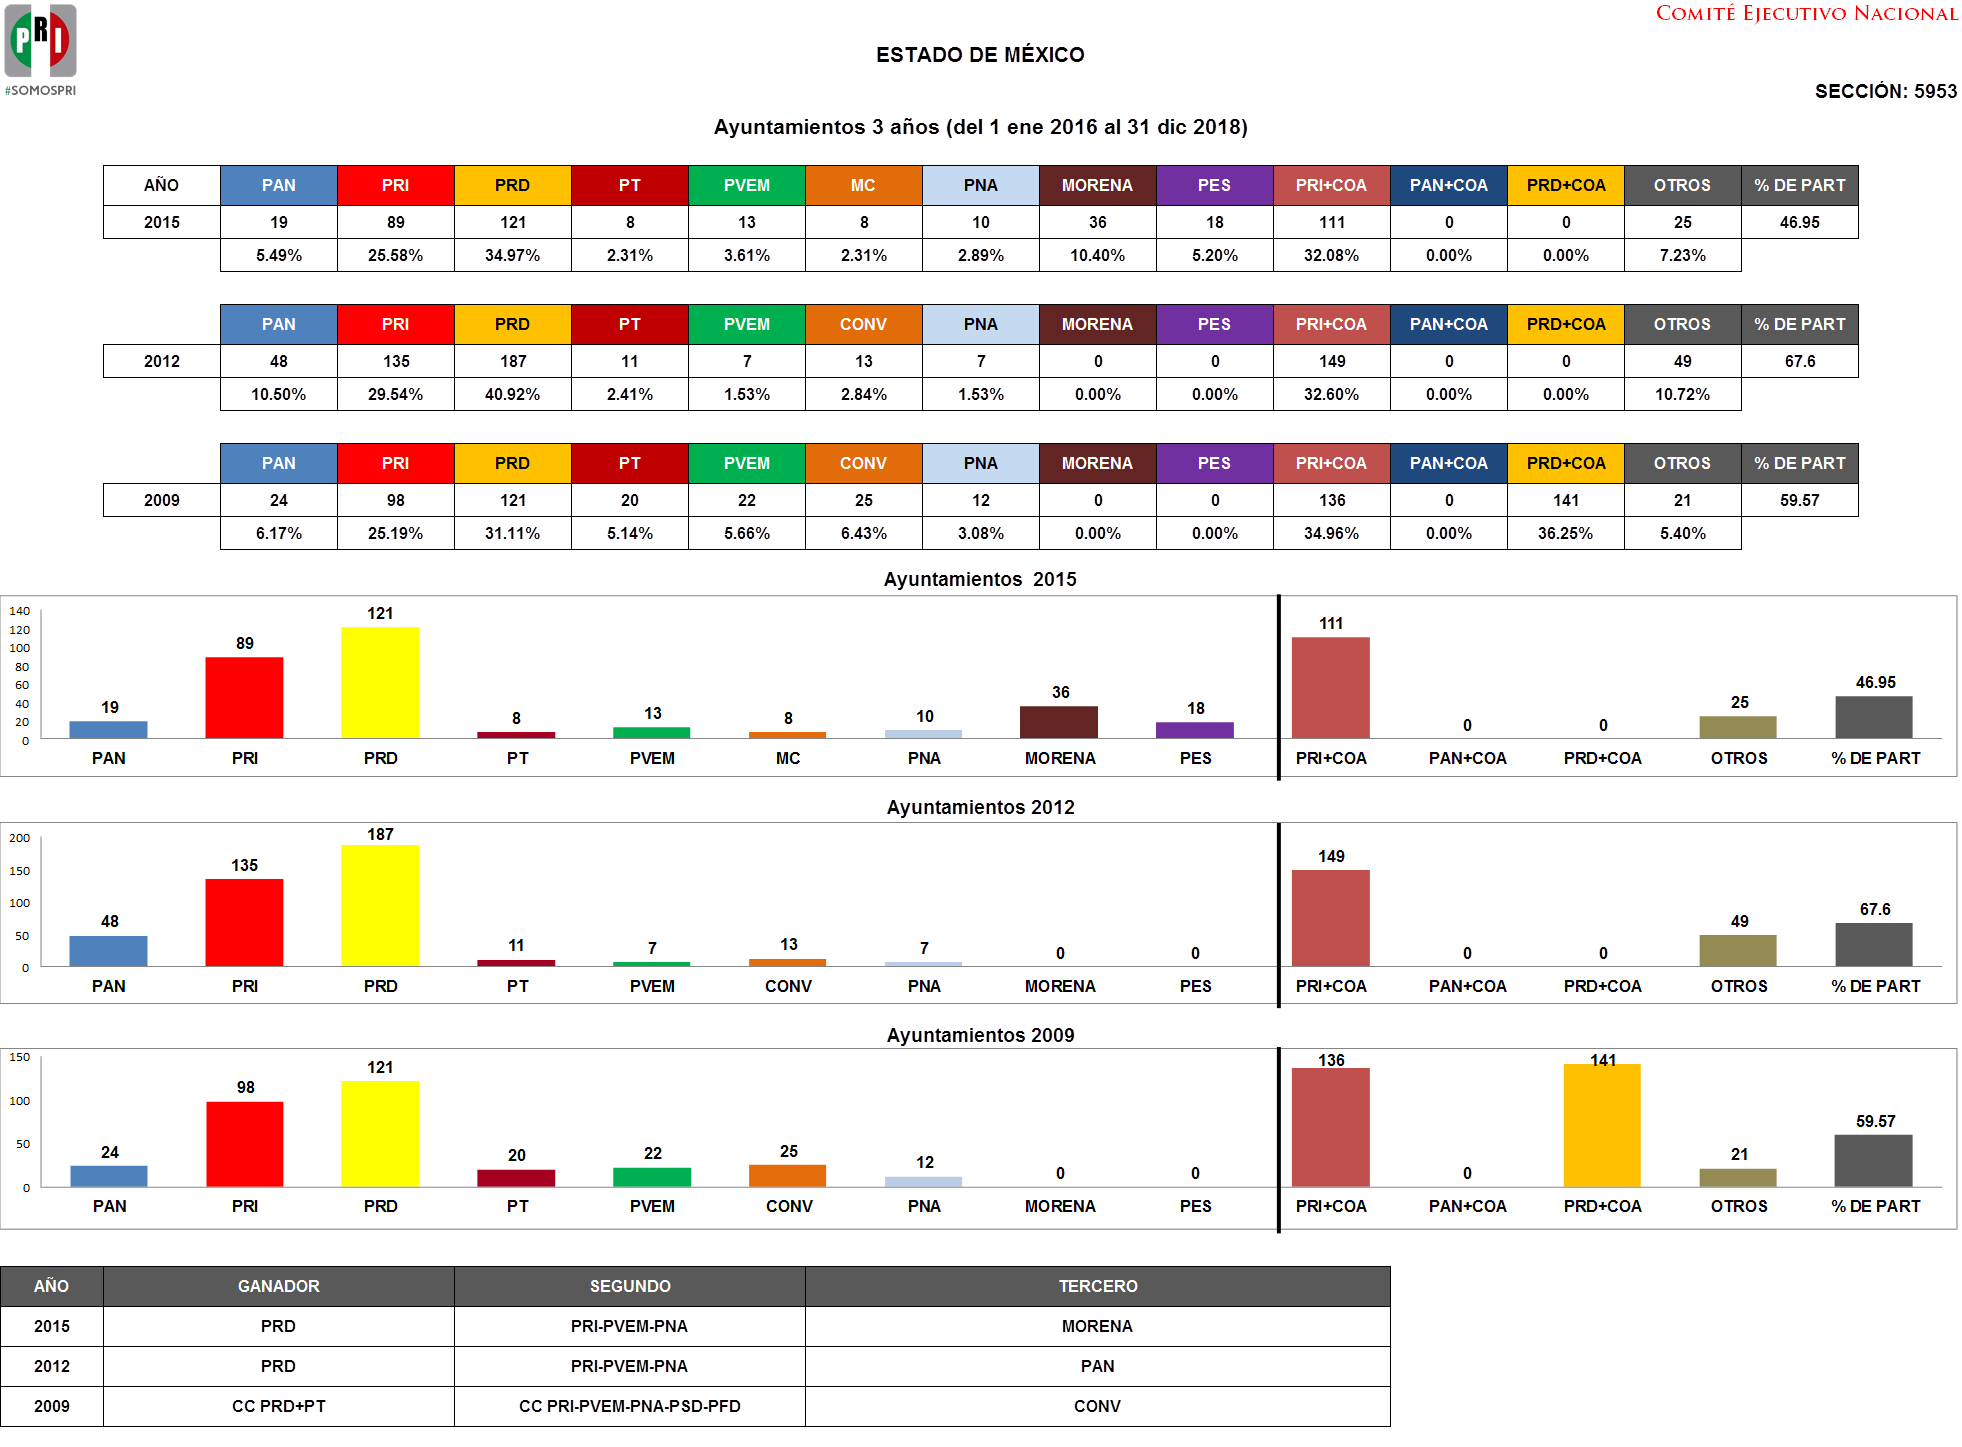 PRI
#SOMOSPRI
COMITÉ EJECUTIVO NACIONAL
ESTADO DE MÉXICO
SECCIÓN: 5953
Ayuntamientos 3 años (del 1 ene 2016 al 31 dic 2018)
AÑO PAN PRI PRD PT PVEM MC PNA MORENA PES PRI+COA PAN+COA PRD+COA OTROS % DE PART
2015 19 89 121 8 13 8 10 36 18 111 0 0 25 46.95
5.49% 25.58% 34.97% 2.31% 3.61% 2.31% 2.89% 10.40% 5.20% 32.08% 0.00% 0.00% 7.23%
PAN PRI PRD PT PVEM CONV PNA MORENA PES PRI+COA PAN+COA PRD+COA OTROS % DE PART
2012 48 135 187 11 7 13 7 0 0 149 0 0 49 67.6
10.50% 29.54% 40.92% 2.41% 1.53% 2.84% 1.53% 0.00% 0.00% 32.60% 0.00% 0.00% 10.72%
PAN PRI PRD PT PVEM CONV PNA MORENA PES PRI+COA PAN+COA PRD+COA OTROS % DE PART
2009 24 98 121 20 22 25 12 0 0 136 0 141 21 59.57
6.17% 25.19% 31.11% 5.14% 5.66% 6.43% 3.08% 0.00% 0.00% 34.96% 0.00% 36.25% 5.40%
Ayuntamientos 2015
140
120
100
80
60
40
20
0
19 89 121 8 13 8 10 36 18 111 0 0 25 46.95
PAN PRI PRD PT PVEM MC PNA MORENA PES PRI+COA PAN+COA PRD+COA OTROS % DE PART
Ayuntamientos 2012
200
150
100
50
0
48 135 187 11 7 13 7 0 0 149 0 0 49 67.6
PAN PRI PRD PT PVEM CONV PNA MORENA PES PRI+COA PAN+COA PRD+COA OTROS % DE PART
Ayuntamientos 2009
150
100
50
0
24 98 121 20 22 25 12 0 0 136 0 141 21 59.57
PAN PRI PRD PT PVEM CONV PNA MORENA PES PRI+COA PAN+COA PRD+COA OTROS % DE PART
AÑO GANADOR SEGUNDO TERCERO
2015 PRD PRI-PVEM-PNA MORENA
2012 PRD PRI-PVEM-PNA PAN
2009 CC PRD+PT CC PRI-PVEM-PNA-PSD-PFD CONV